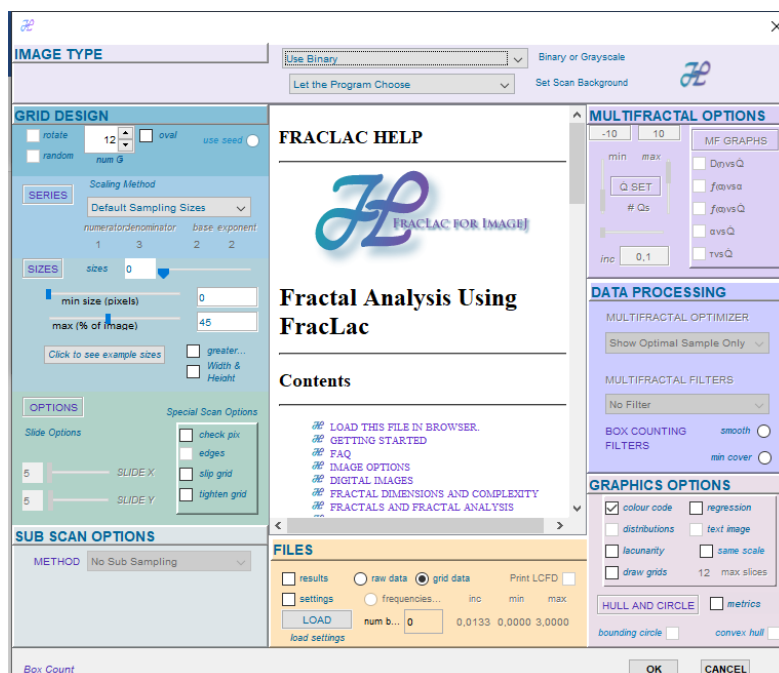 IMAGE TYPE
Use Binary
Binary or Grayscale
Let the Program Choose
Set Scan Background
GRID DESIGN
rotate
12
oval
use seed
random
num G
SERIES
Scaling Method
Default Sampling Sizes
numerator denominator base exponent
1 3 2 2
SIZES
sizes
0
min size (pixels)
0
max (% of image)
45
Click to see example sizes
greater...
Width &
Height
OPTIONS
Special Scan Options
Slide Options
check pix
edges
5
SLIDE X
slip grid
5
SLIDE Y
tighten grid
SUB SCAN OPTIONS
METHOD
No Sub Sampling
FRACLAC HELP
FRACLAC FOR IMAGEJ
Fractal Analysis Using
FracLac
Contents
LOAD THIS FILE IN BROWSER.
GETTING STARTED
FAQ
IMAGE OPTIONS
DIGITAL IMAGES
FRACTAL DIMENSIONS AND COMPLEXITY
FRACTALS AND FRACTAL ANALYSIS
FILES
results
raw data
grid data
Print LCFD
settings
frequencies...
inc
min
max
LOAD
num b...
0
0,0133 0,0000 3,0000
load settings
MULTIFRACTAL OPTIONS
-10
10
MF GRAPHS
min
max
D(Q)vsQ
Q SET
f(α)vsα
# Qs
f(α)vsQ
αvsQ
inc
0,1
τvsQ
DATA PROCESSING
MULTIFRACTAL OPTIMIZER
Show Optimal Sample Only
MULTIFRACTAL FILTERS
No Filter
BOX COUNTING
FILTERS
smooth
min cover
GRAPHICS OPTIONS
colour code
regression
distributions
text image
lacunarity
same scale
draw grids
12 max slices
HULL AND CIRCLE
metrics
bounding circle
convex hull
Box Count
OK
CANCEL